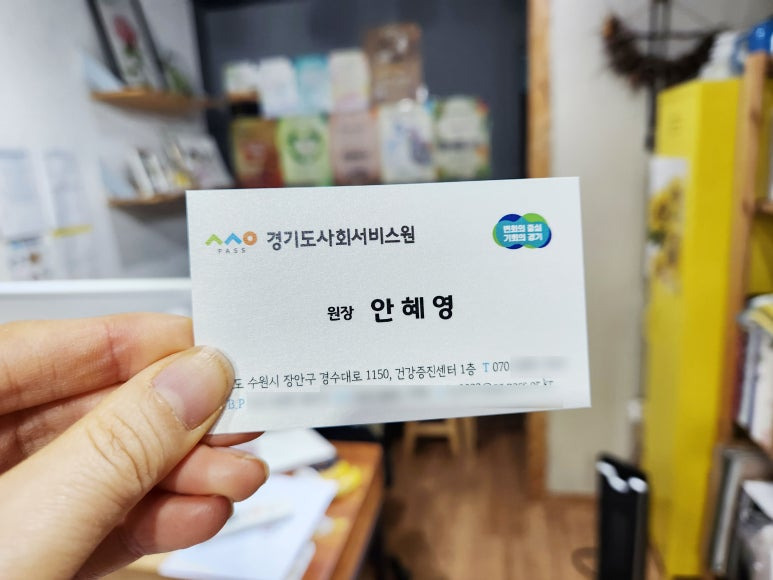 PASS
경기도사회서비스원
변화의 중심
기회의 경기
원장 안혜영
도 수원시 장안구 경수대로 1150, 건강증진센터 1층 T 070
B.P